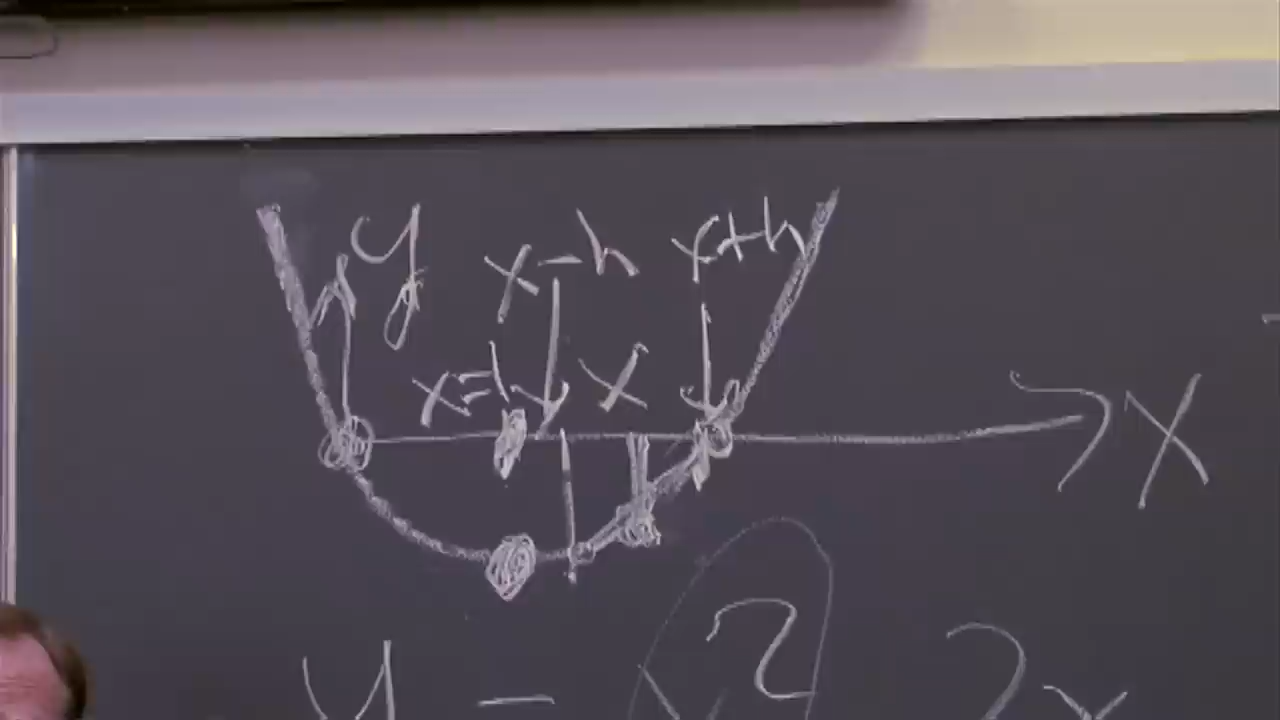 y x-h x+h
x=1 x
x
y = x² 2x